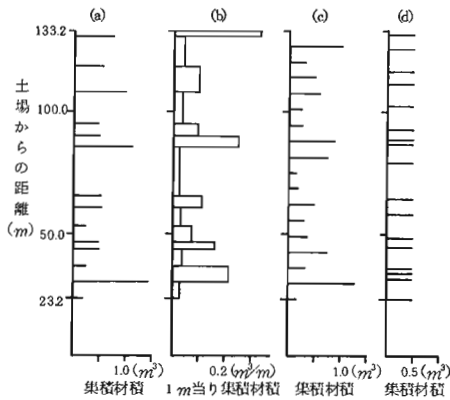 (a) (b) (c) (d)
133.2
100.0
50.0
23.2
土場からの距離(m)
1.0(m³) 0.2(m³/m) 1.0(m³) 0.5(m³)
集積材積 1m当り集積材積 集積材積 集積材積